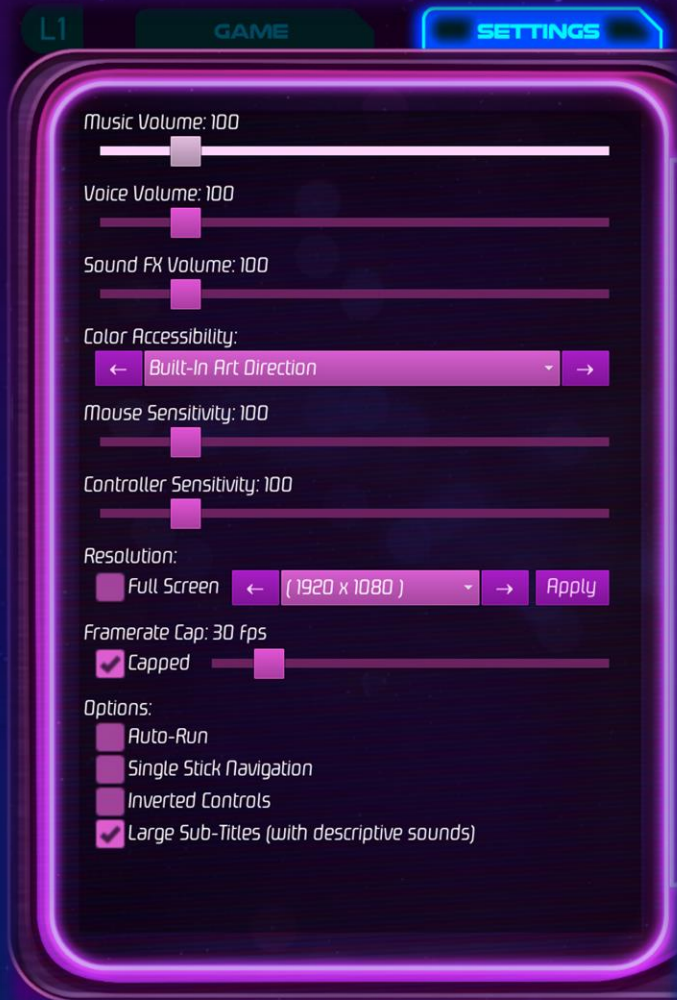 L1 GAME SETTINGS
Music Volume: 100
Voice Volume: 100
Sound FX Volume: 100
Color Accessibility:
← Built-In Art Direction →
Mouse Sensitivity: 100
Controller Sensitivity: 100
Resolution:
Full Screen ← ( 1920 x 1080 ) → Apply
Framerate Cap: 30 fps
Capped
Options:
Auto-Run
Single Stick Navigation
Inverted Controls
Large Sub-Titles (with descriptive sounds)